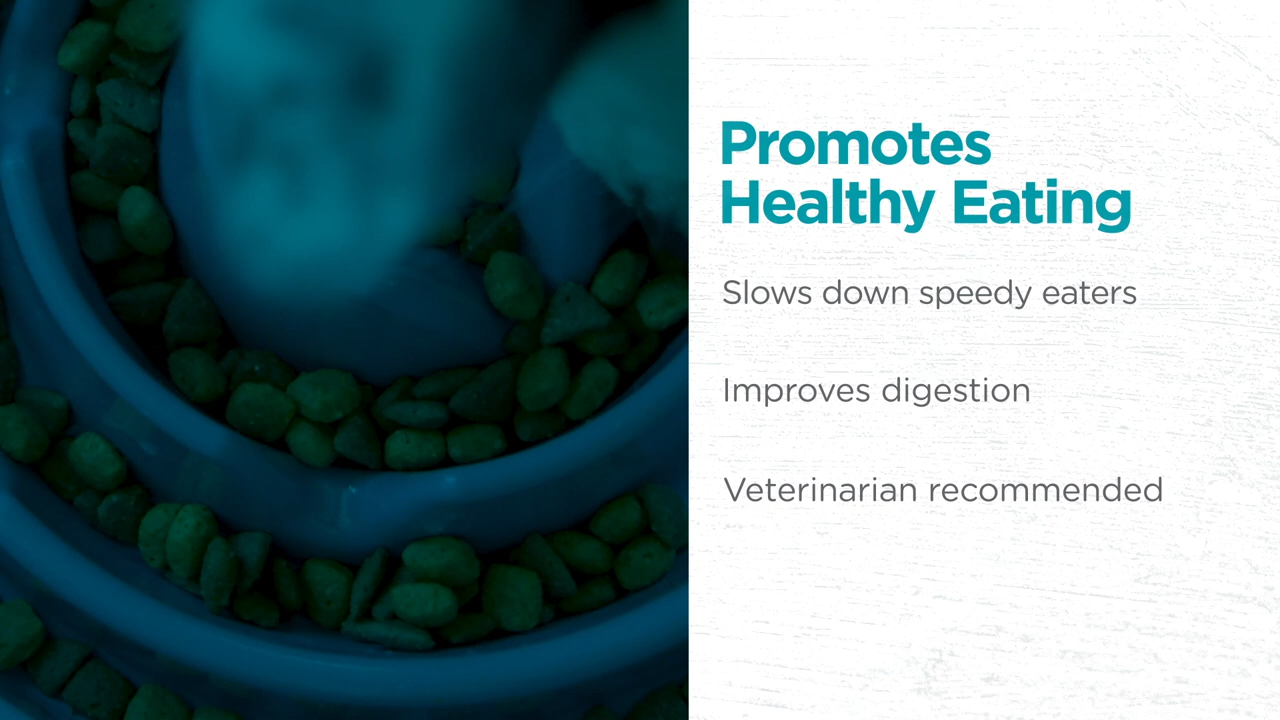 Promotes
Healthy Eating
Slows down speedy eaters
Improves digestion
Veterinarian recommended